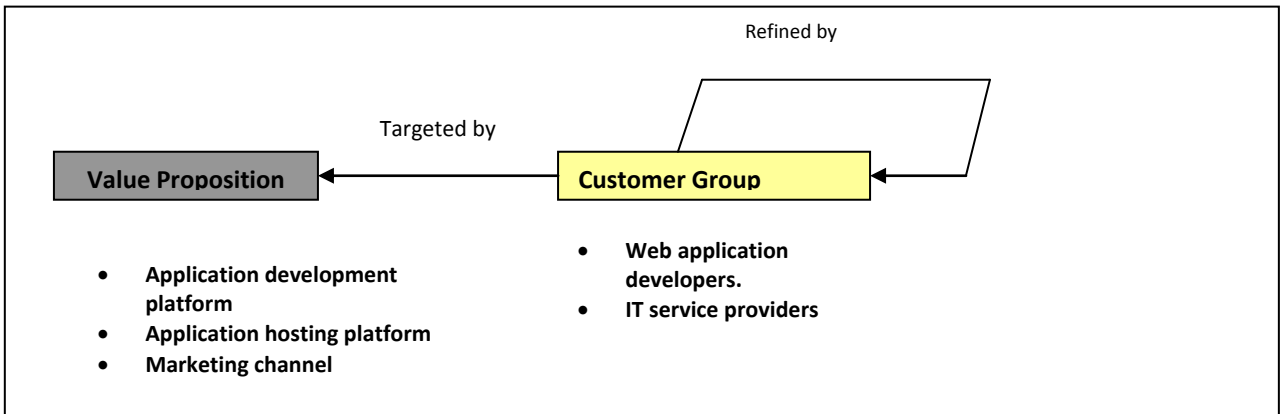 Refined by
Targeted by
Value Proposition
Customer Group
• Application development
platform
• Application hosting platform
• Marketing channel
• Web application
developers.
• IT service providers